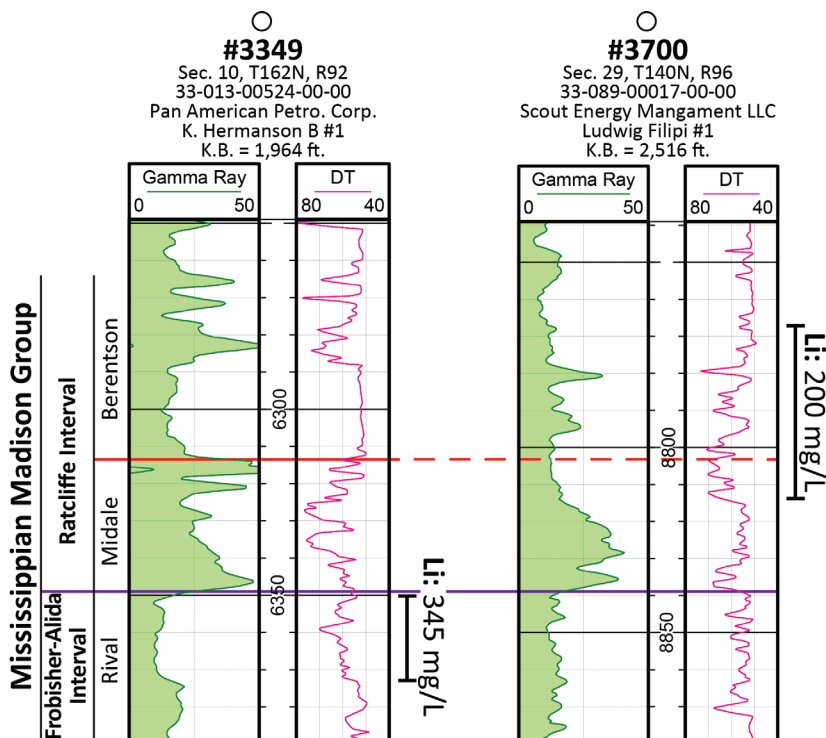 #3349
Sec. 10, T162N, R92
33-013-00524-00-00
Pan American Petro. Corp.
K. Hermanson B #1
K.B. = 1,964 ft.
Gamma Ray
0 50
DT
80 40
#3700
Sec. 29, T140N, R96
33-089-00017-00-00
Scout Energy Mangament LLC
Ludwig Filipi #1
K.B. = 2,516 ft.
Gamma Ray
0 50
DT
80 40
Mississippian Madison Group
Ratcliffe Interval
Frobisher-Alida
Interval
Berentson
Midale
Rival
6300
6350
Li: 345 mg/L
8800
8850
Li: 200 mg/L